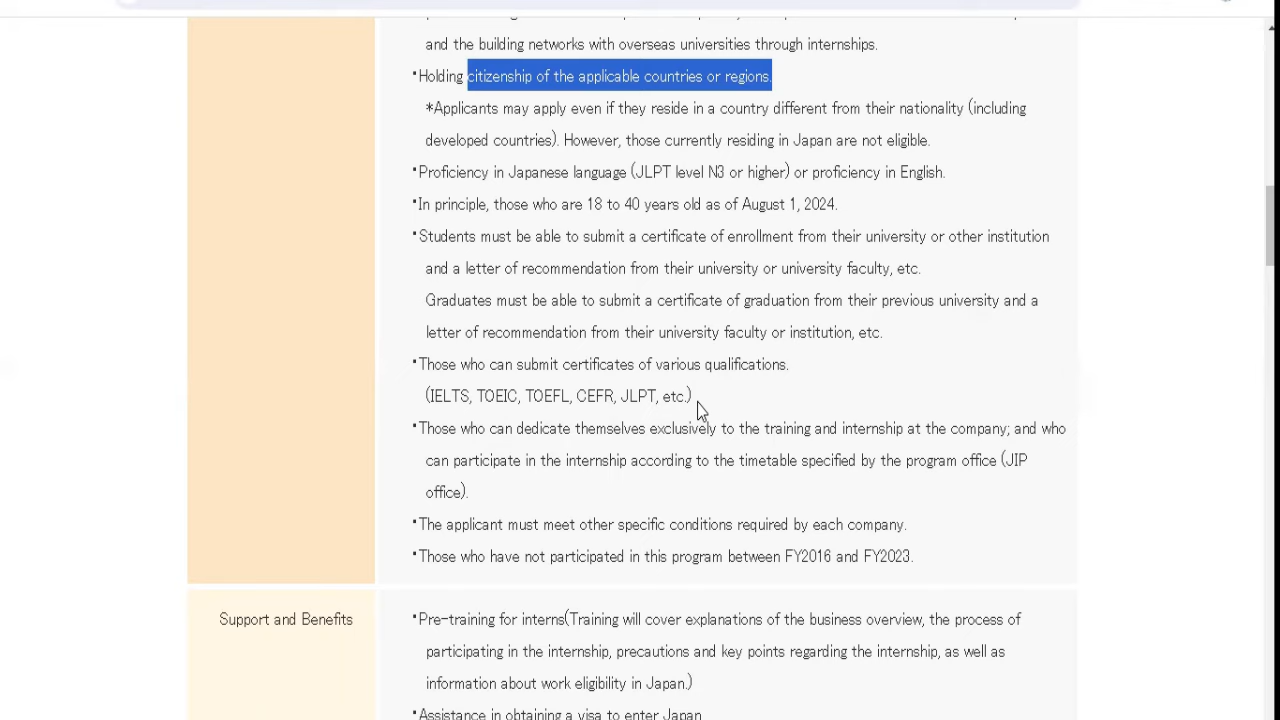 and the building networks with overseas universities through internships.
・Holding citizenship of the applicable countries or regions.
*Applicants may apply even if they reside in a country different from their nationality (including
developed countries). However, those currently residing in Japan are not eligible.
・Proficiency in Japanese language (JLPT level N3 or higher) or proficiency in English.
・In principle, those who are 18 to 40 years old as of August 1, 2024.
・Students must be able to submit a certificate of enrollment from their university or other institution
and a letter of recommendation from their university or university faculty, etc.
Graduates must be able to submit a certificate of graduation from their previous university and a
letter of recommendation from their university faculty or institution, etc.
・Those who can submit certificates of various qualifications.
(IELTS, TOEIC, TOEFL, CEFR, JLPT, etc.)
・Those who can dedicate themselves exclusively to the training and internship at the company; and who
can participate in the internship according to the timetable specified by the program office (JIP
office).
・The applicant must meet other specific conditions required by each company.
・Those who have not participated in this program between FY2016 and FY2023.
Support and Benefits
・Pre-training for interns(Training will cover explanations of the business overview, the process of
participating in the internship, precautions and key points regarding the internship, as well as
information about work eligibility in Japan.)
・Assistance in obtaining a visa to enter Japan